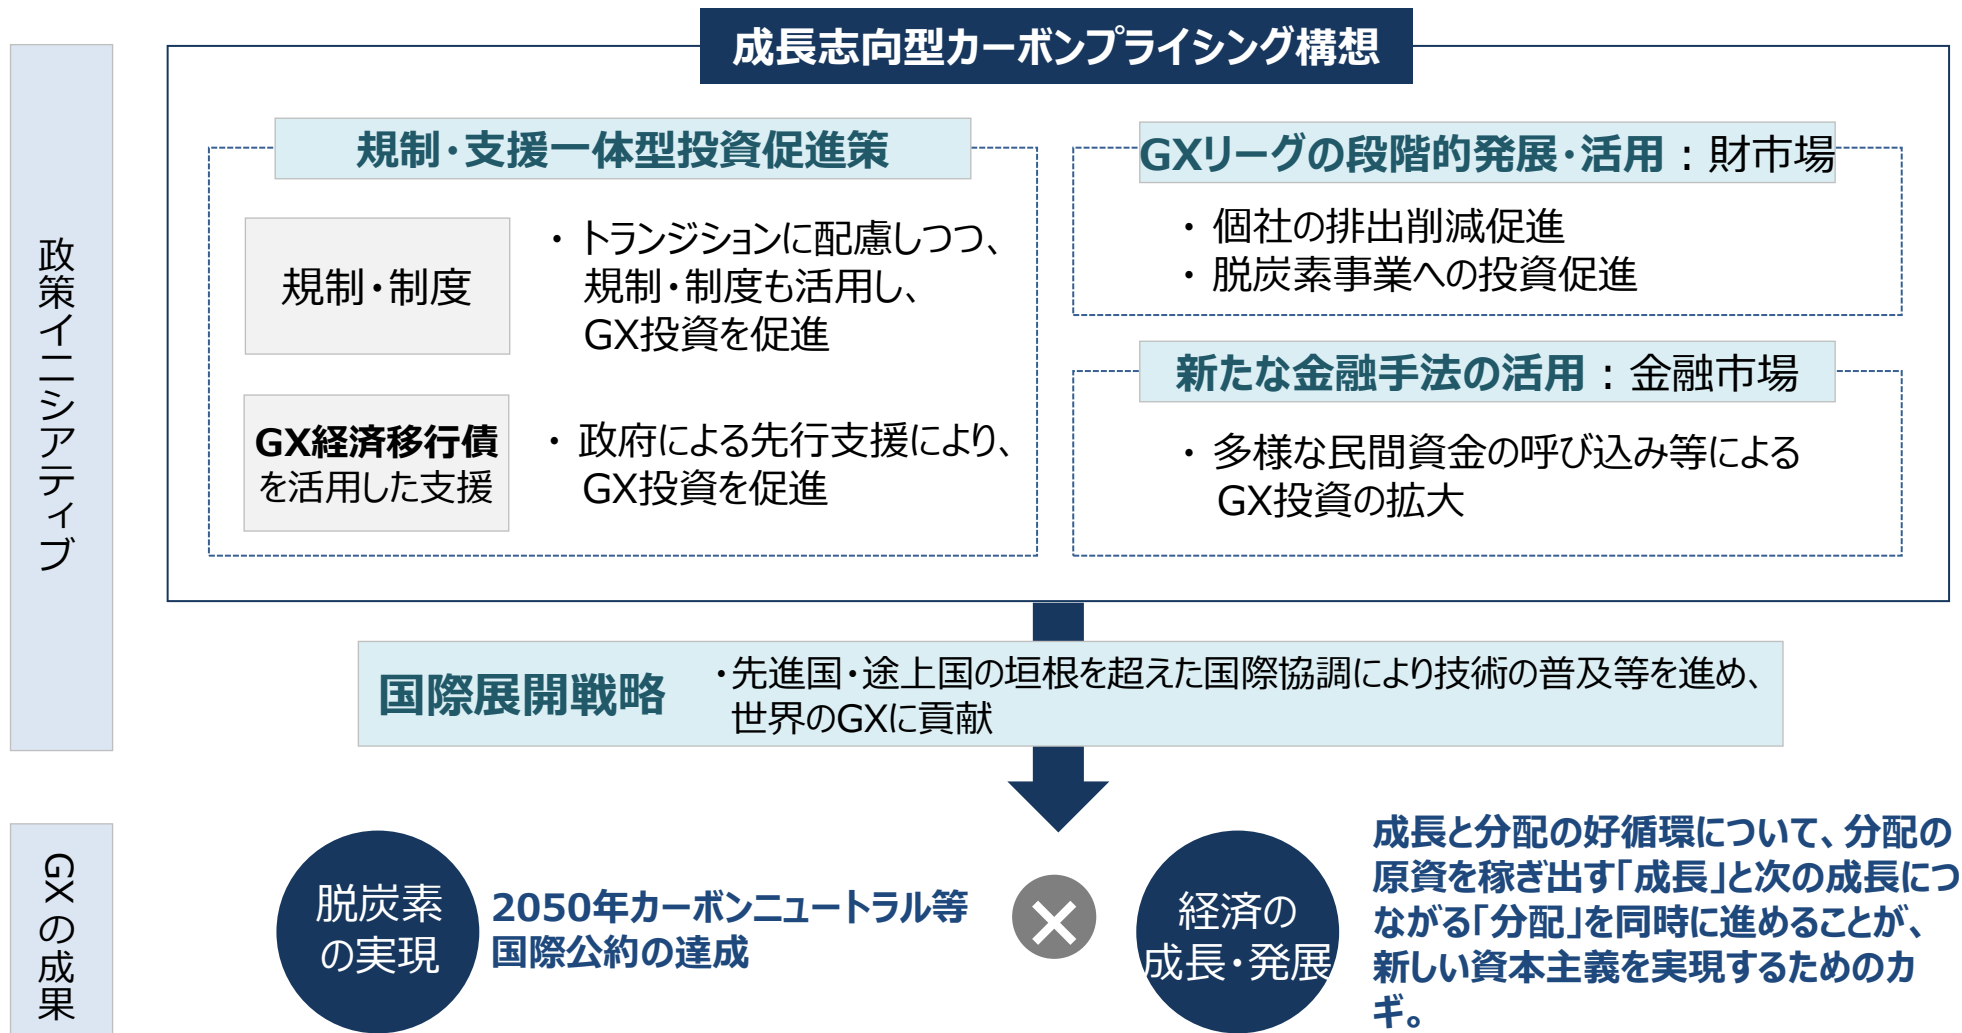 成長志向型カーボンプライシング構想
政策イニシアティブ
規制・支援一体型投資促進策
規制・制度
・ トランジションに配慮しつつ、
規制・制度も活用し、
GX投資を促進
GX経済移行債
を活用した支援
・ 政府による先行支援により、
GX投資を促進
GXリーグの段階的発展・活用：財市場
・ 個社の排出削減促進
・ 脱炭素事業への投資促進
新たな金融手法の活用：金融市場
・ 多様な民間資金の呼び込み等による
GX投資の拡大
国際展開戦略
・先進国・途上国の垣根を超えた国際協調により技術の普及等を進め、
世界のGXに貢献
GXの成果
脱炭素
の実現
2050年カーボンニュートラル等
国際公約の達成
×
経済の
成長・発展
成長と分配の好循環について、分配の
原資を稼ぎ出す「成長」と次の成長につ
ながる「分配」を同時に進めることが、
新しい資本主義を実現するためのカ
ギ。